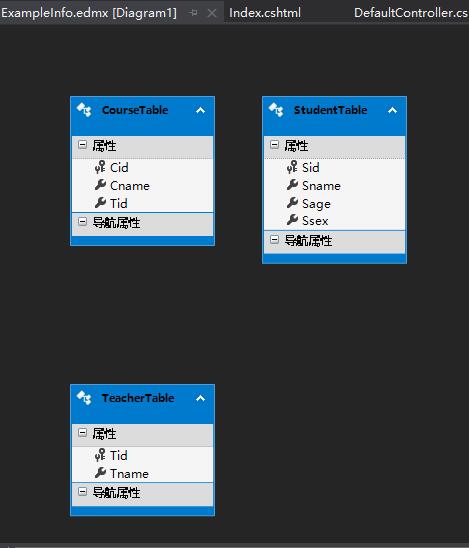 ExampleInfo.edmx [Diagram1]
Index.cshtml
DefaultController.cs
CourseTable
属性
Cid
Cname
Tid
导航属性
StudentTable
属性
Sid
Sname
Sage
Ssex
导航属性
TeacherTable
属性
Tid
Tname
导航属性